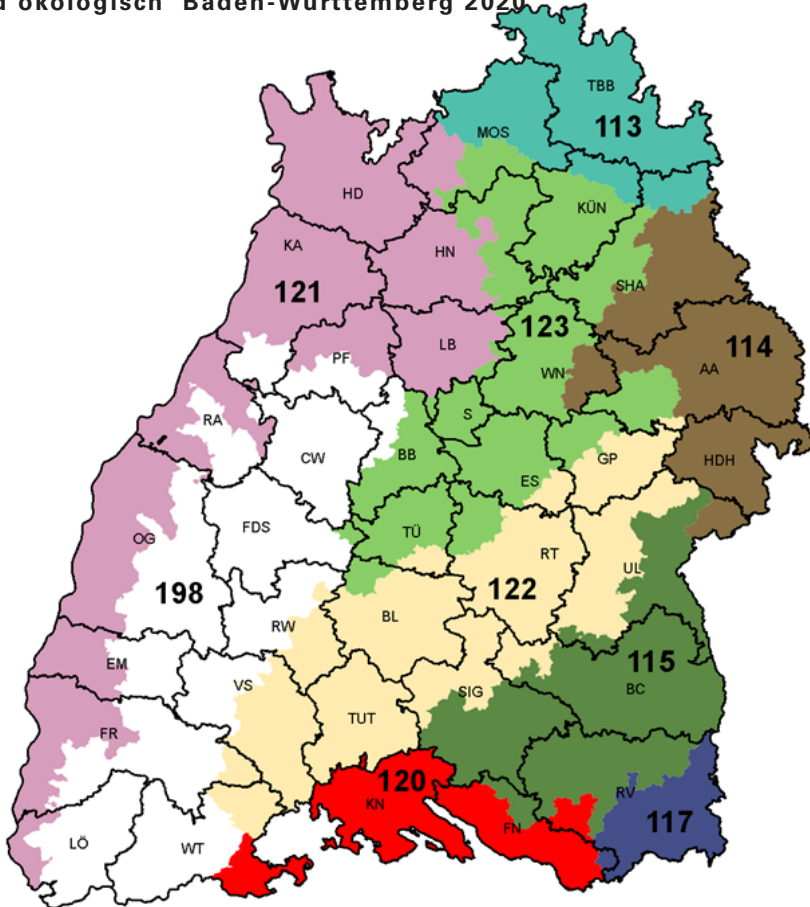 ökologisch" Baden-Württemberg 2020
TBB
113
MOS
HD
KÜN
KA
HN
121
SHA
123
LB
114
PF
AA
WN
RA
S
CW
BB
GP
HDH
ES
FDS
TÜ
OG
RT
UL
198
122
BL
RW
EM
115
VS
BC
SIG
TUT
FR
120
KN
RV
117
FN
LÖ
WT